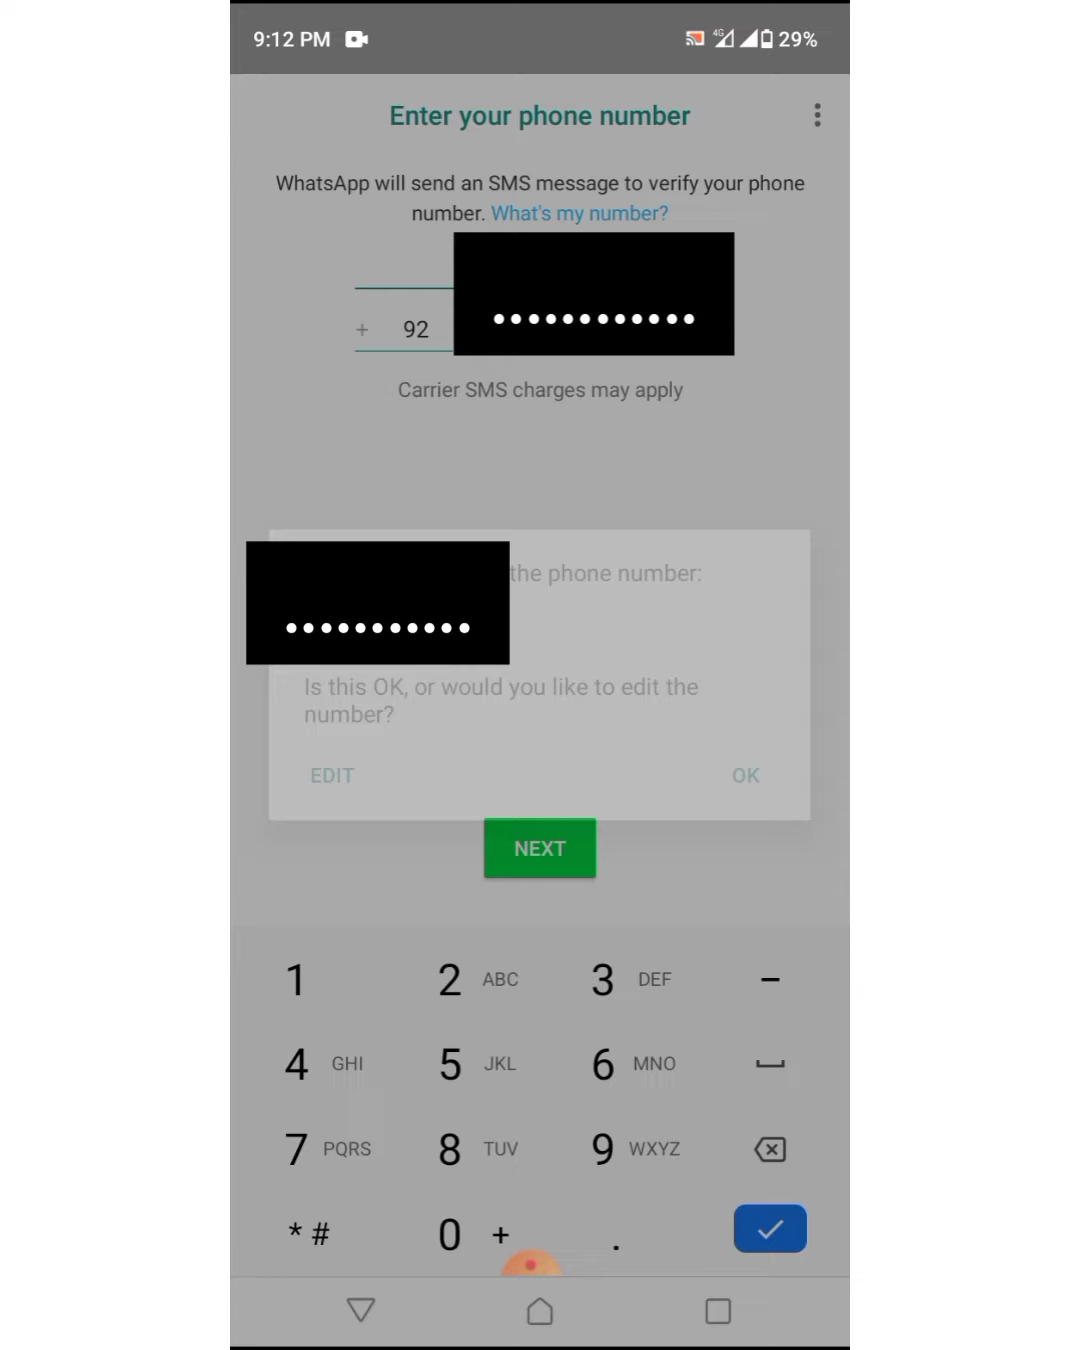 9:12 PM
4G
29%
Enter your phone number
WhatsApp will send an SMS message to verify your phone
number. What's my number?
+ 92
Carrier SMS charges may apply
the phone number:
Is this OK, or would you like to edit the
number?
EDIT OK
NEXT
1 2 ABC 3 DEF –
4 GHI 5 JKL 6 MNO
7 PQRS 8 TUV 9 WXYZ
* # 0 + .